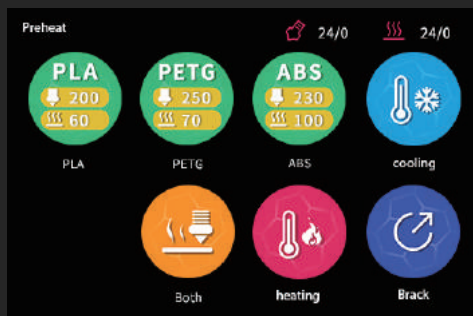 Preheat
24/0
24/0
PLA
200
60
PETG
250
70
ABS
230
100
PLA
PETG
ABS
cooling
Both
heating
Brack